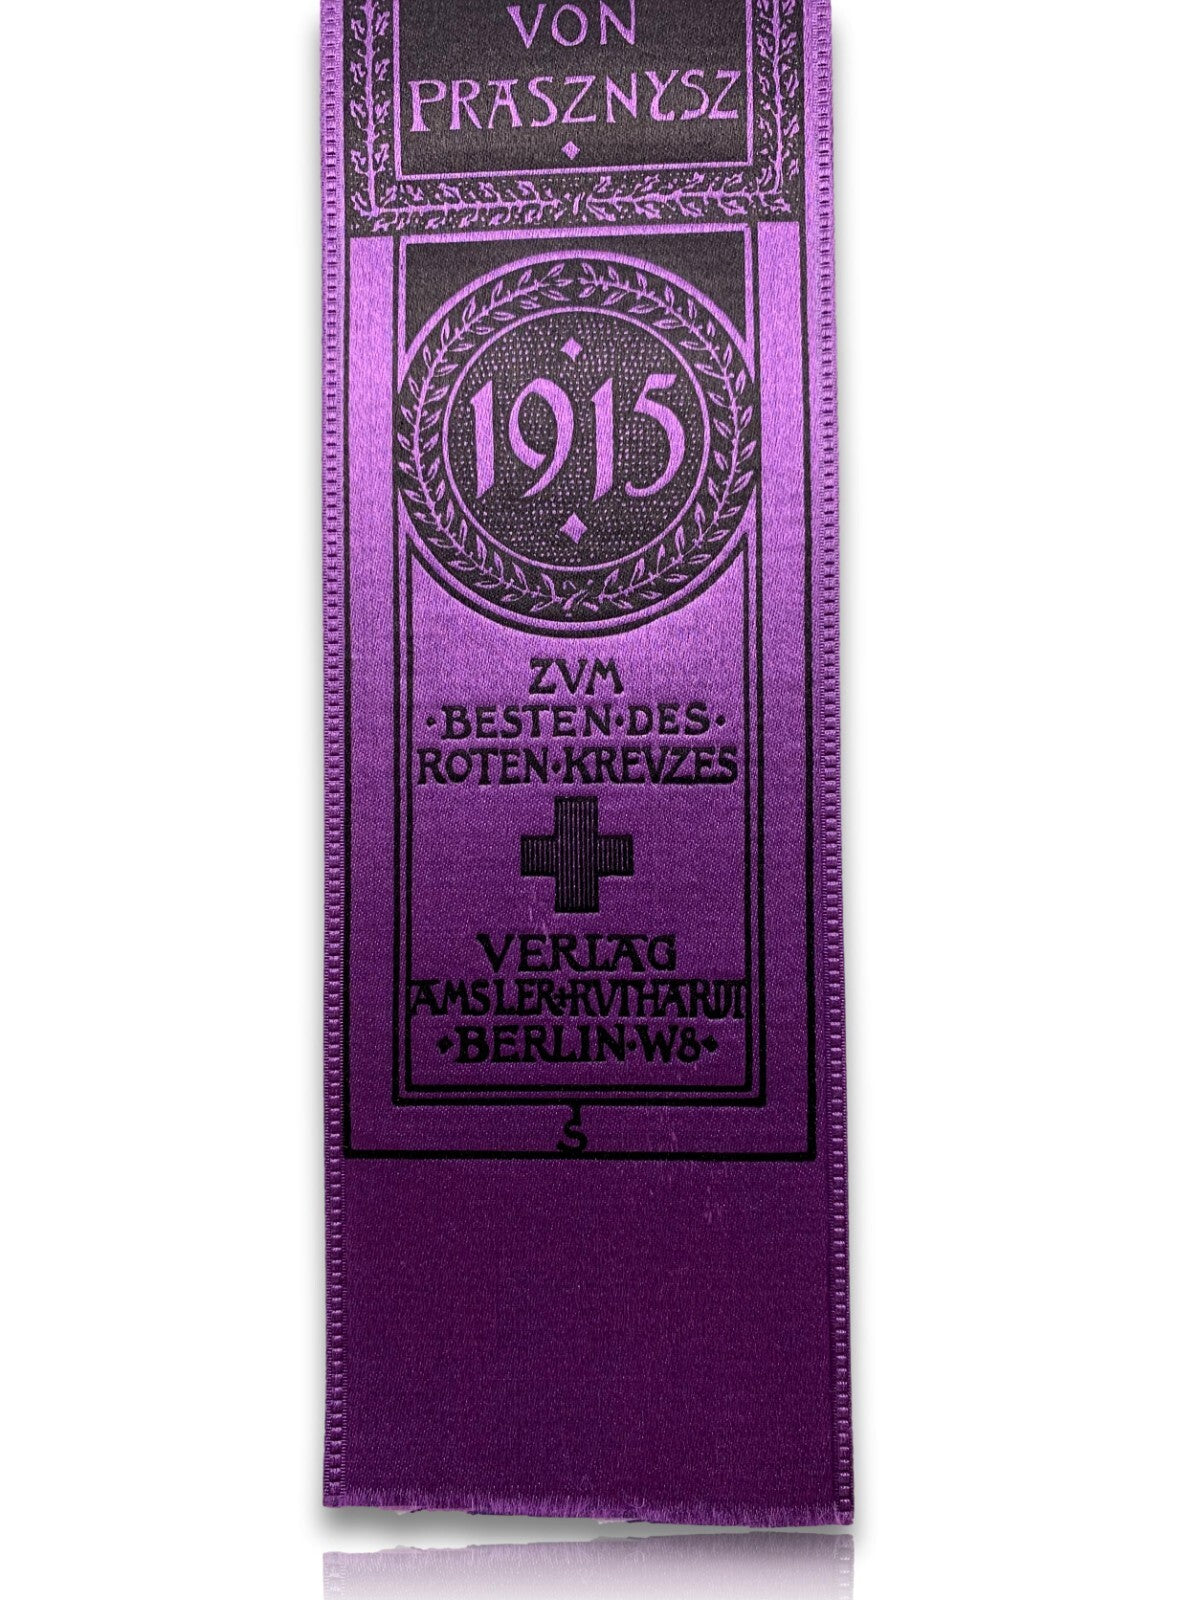 VON
PRASZNYSZ
1915
ZVM
·BESTEN·DES·
ROTEN·KREVZES
VERLAG
AMSLER+RVTHARDT
·BERLIN·W8·
S